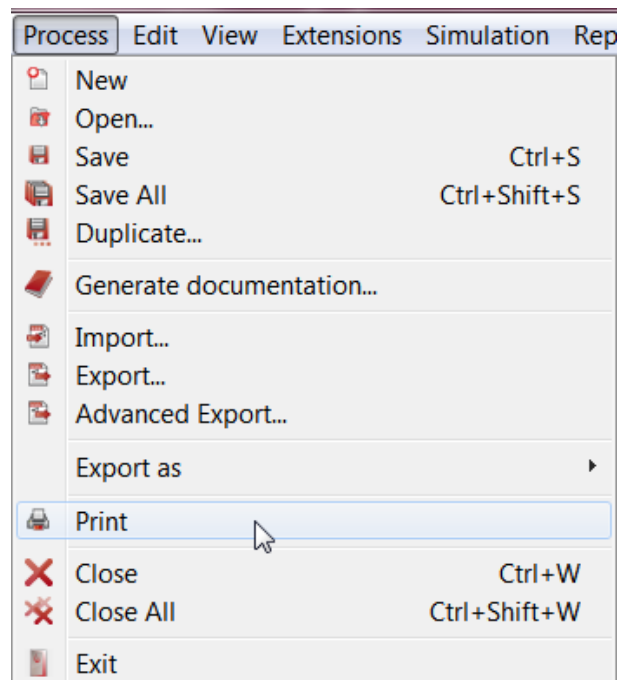 Process Edit View Extensions Simulation Rep
New
Open...
Save Ctrl+S
Save All Ctrl+Shift+S
Duplicate...
Generate documentation...
Import...
Export...
Advanced Export...
Export as
Print
Close Ctrl+W
Close All Ctrl+Shift+W
Exit